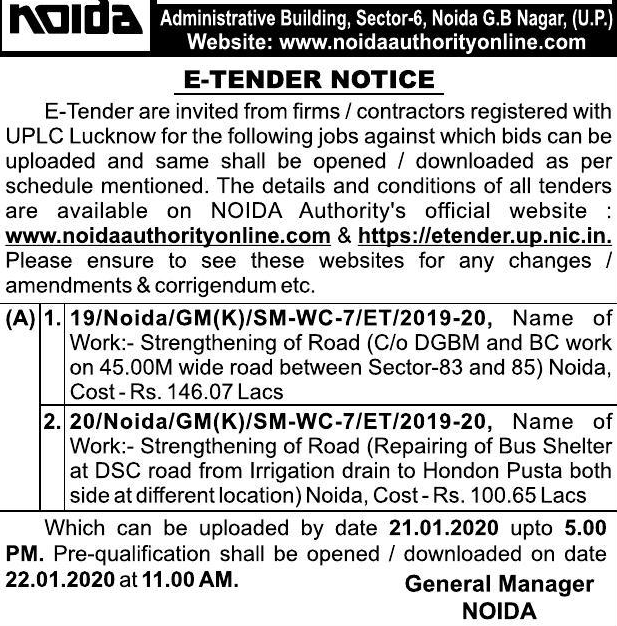 NOIDA
Administrative Building, Sector-6, Noida G.B Nagar, (U.P.)
Website: www.noidaauthorityonline.com
E-TENDER NOTICE
E-Tender are invited from firms / contractors registered with
UPLC Lucknow for the following jobs against which bids can be
uploaded and same shall be opened / downloaded as per
schedule mentioned. The details and conditions of all tenders
are available on NOIDA Authority's official website :
www.noidaauthorityonline.com & https://etender.up.nic.in.
Please ensure to see these websites for any changes /
amendments & corrigendum etc.
(A) 1. 19/Noida/GM(K)/SM-WC-7/ET/2019-20, Name of
Work:- Strengthening of Road (C/o DGBM and BC work
on 45.00M wide road between Sector-83 and 85) Noida,
Cost - Rs. 146.07 Lacs
2. 20/Noida/GM(K)/SM-WC-7/ET/2019-20, Name of
Work:- Strengthening of Road (Repairing of Bus Shelter
at DSC road from Irrigation drain to Hondon Pusta both
side at different location) Noida, Cost - Rs. 100.65 Lacs
Which can be uploaded by date 21.01.2020 upto 5.00
PM. Pre-qualification shall be opened / downloaded on date
22.01.2020 at 11.00 AM.
General Manager
NOIDA